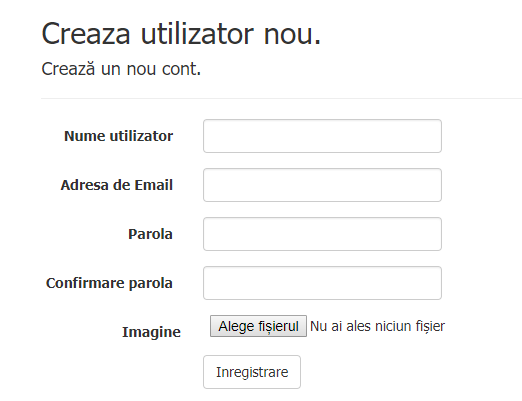 Creaza utilizator nou.
Crează un nou cont.
Nume utilizator
Adresa de Email
Parola
Confirmare parola
Imagine Alege fișierul Nu ai ales niciun fișier
Inregistrare